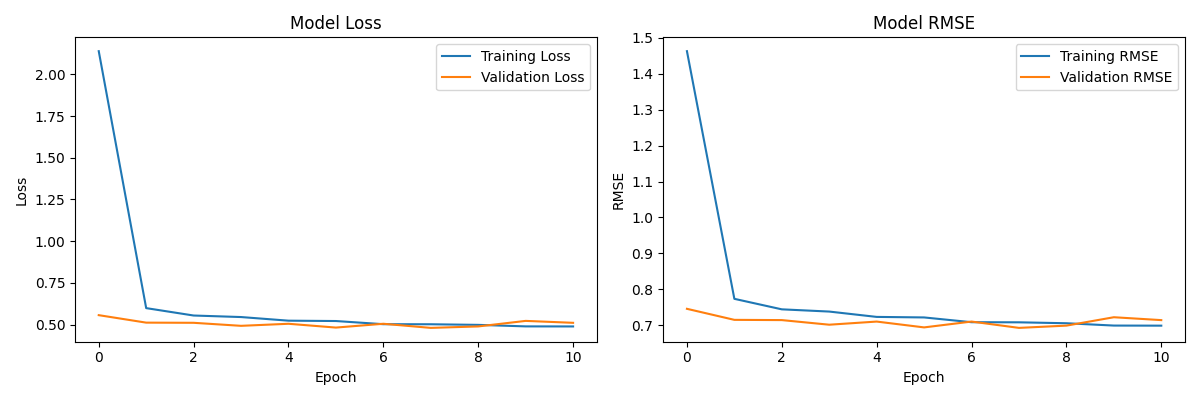 Model Loss
Training Loss
Validation Loss
2.00
1.75
1.50
1.25
1.00
0.75
0.50
Loss
0 2 4 6 8 10
Epoch
Model RMSE
Training RMSE
Validation RMSE
1.5
1.4
1.3
1.2
1.1
1.0
0.9
0.8
0.7
RMSE
0 2 4 6 8 10
Epoch